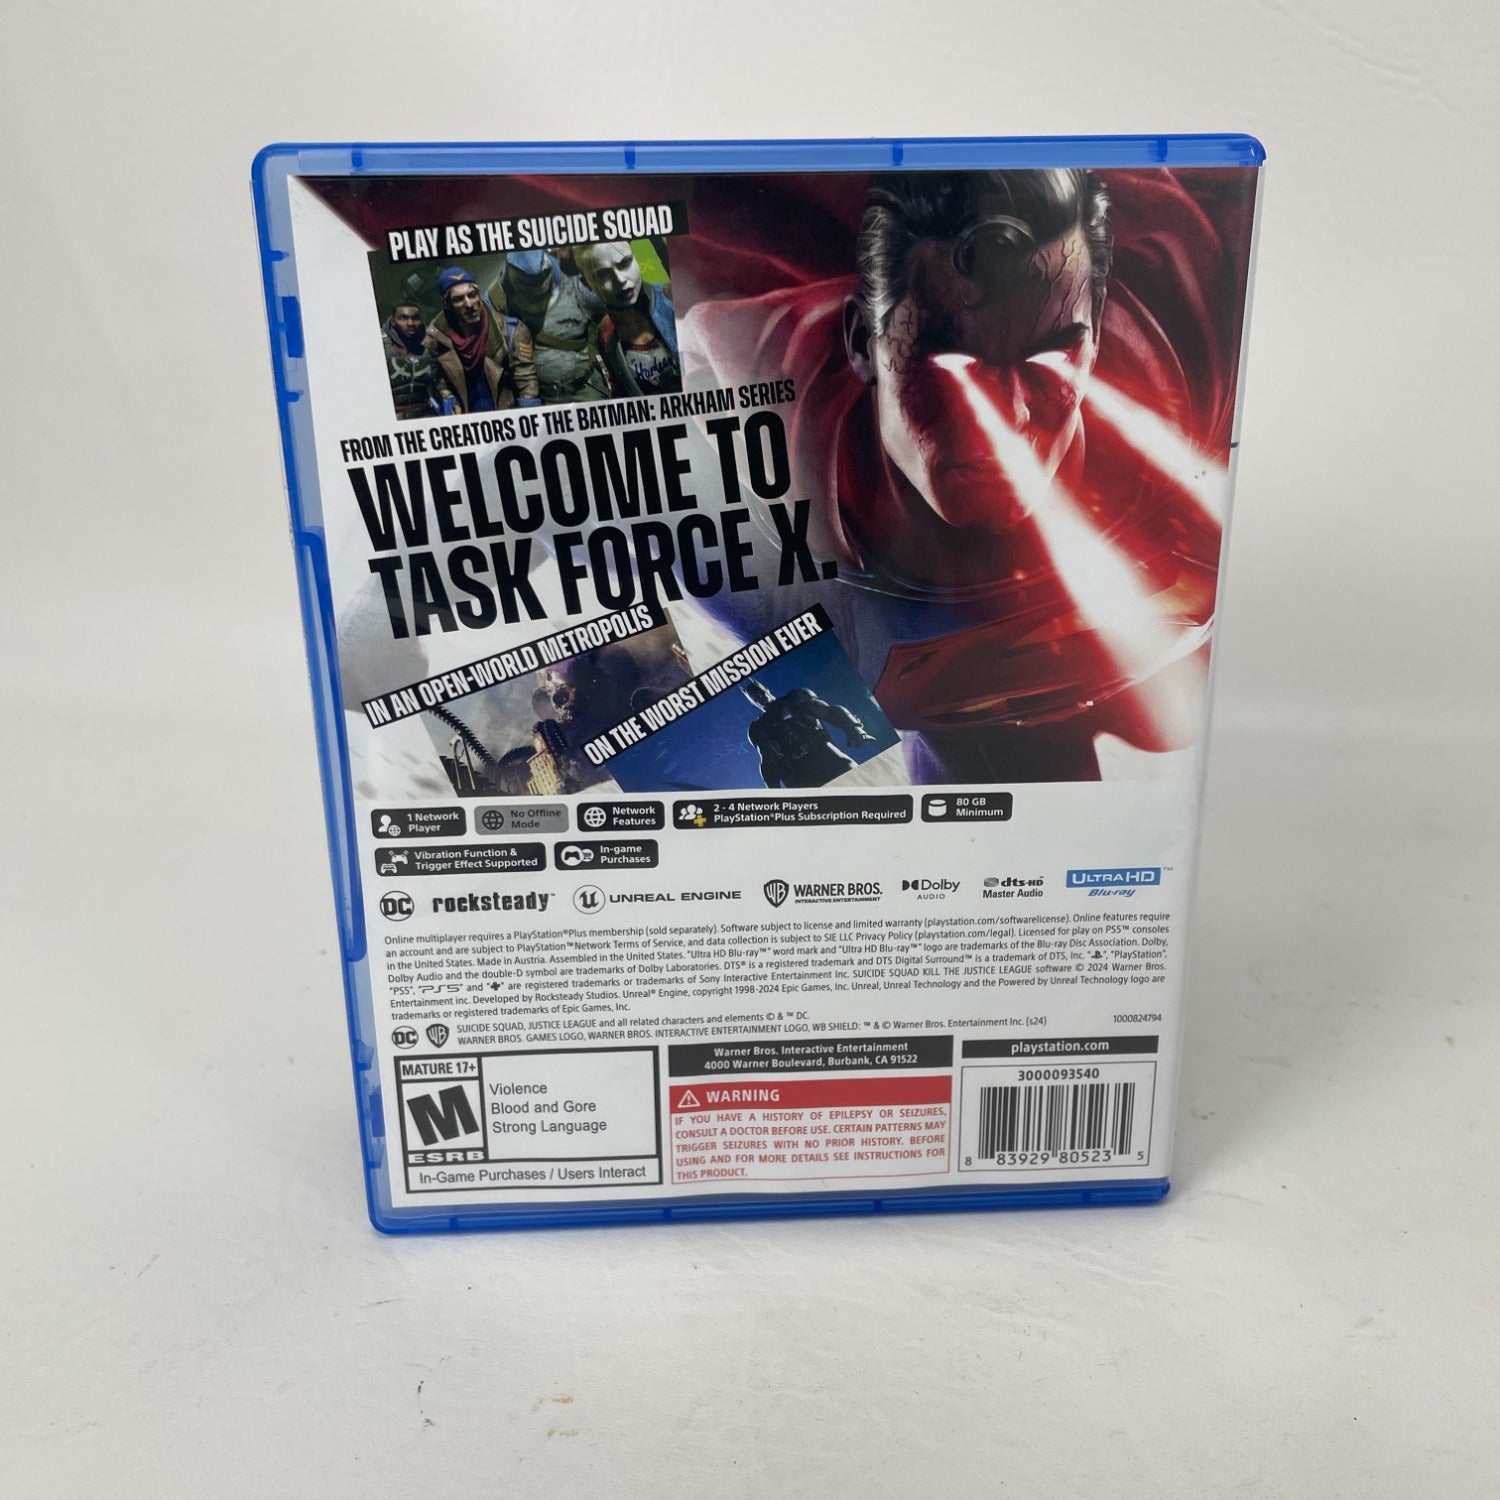 PLAY AS THE SUICIDE SQUAD
FROM THE CREATORS OF THE BATMAN: ARKHAM SERIES
WELCOME TO
TASK FORCE X.
IN AN OPEN-WORLD METROPOLIS
ON THE WORST MISSION EVER
1 Network
Player
No Offline
Mode
Network
Features
2 - 4 Network Players
PlayStation®Plus Subscription Required
80 GB
Minimum
Vibration Function &
Trigger Effect Supported
In-game
Purchases
DC
rocksteady™
UNREAL ENGINE
WB
WARNER BROS.
INTERACTIVE ENTERTAINMENT
Dolby
AUDIO
dts-HD
Master Audio
ULTRA HD™
Blu-ray
Online multiplayer requires a PlayStation®Plus membership (sold separately). Software subject to license and limited warranty (playstation.com/softwarelicense). Online features require
an account and are subject to PlayStation™Network Terms of Service, and data collection is subject to SIE LLC Privacy Policy (playstation.com/legal). Licensed for play on PS5™ consoles
in the United States. Made in Austria. Assembled in the United States. "Ultra HD Blu-ray™" word mark and "Ultra HD Blu-ray™" logo are trademarks of the Blu-ray Disc Association. Dolby,
Dolby Audio and the double-D symbol are trademarks of Dolby Laboratories. DTS® is a registered trademark and DTS Digital Surround™ is a trademark of DTS, Inc. " ", "PlayStation",
"PS5", "PS5" and " " are registered trademarks or trademarks of Sony Interactive Entertainment Inc. SUICIDE SQUAD KILL THE JUSTICE LEAGUE software © 2024 Warner Bros.
Entertainment Inc. Developed by Rocksteady Studios. Unreal® Engine, copyright 1998-2024 Epic Games, Inc. Unreal, Unreal Technology and the Powered by Unreal Technology logo are
trademarks or registered trademarks of Epic Games, Inc.
DC
WB
SUICIDE SQUAD, JUSTICE LEAGUE and all related characters and elements © & ™ DC.
WARNER BROS. GAMES LOGO, WARNER BROS. INTERACTIVE ENTERTAINMENT LOGO, WB SHIELD: ™ & © Warner Bros. Entertainment Inc. (s24)
1000824794
MATURE 17+
M
ESRB
Violence
Blood and Gore
Strong Language
In-Game Purchases / Users Interact
Warner Bros. Interactive Entertainment
4000 Warner Boulevard, Burbank, CA 91522
WARNING
IF YOU HAVE A HISTORY OF EPILEPSY OR SEIZURES,
CONSULT A DOCTOR BEFORE USE. CERTAIN PATTERNS MAY
TRIGGER SEIZURES WITH NO PRIOR HISTORY. BEFORE
USING AND FOR MORE DETAILS SEE INSTRUCTIONS FOR
THIS PRODUCT.
playstation.com
3000093540
8 83929 80523 5